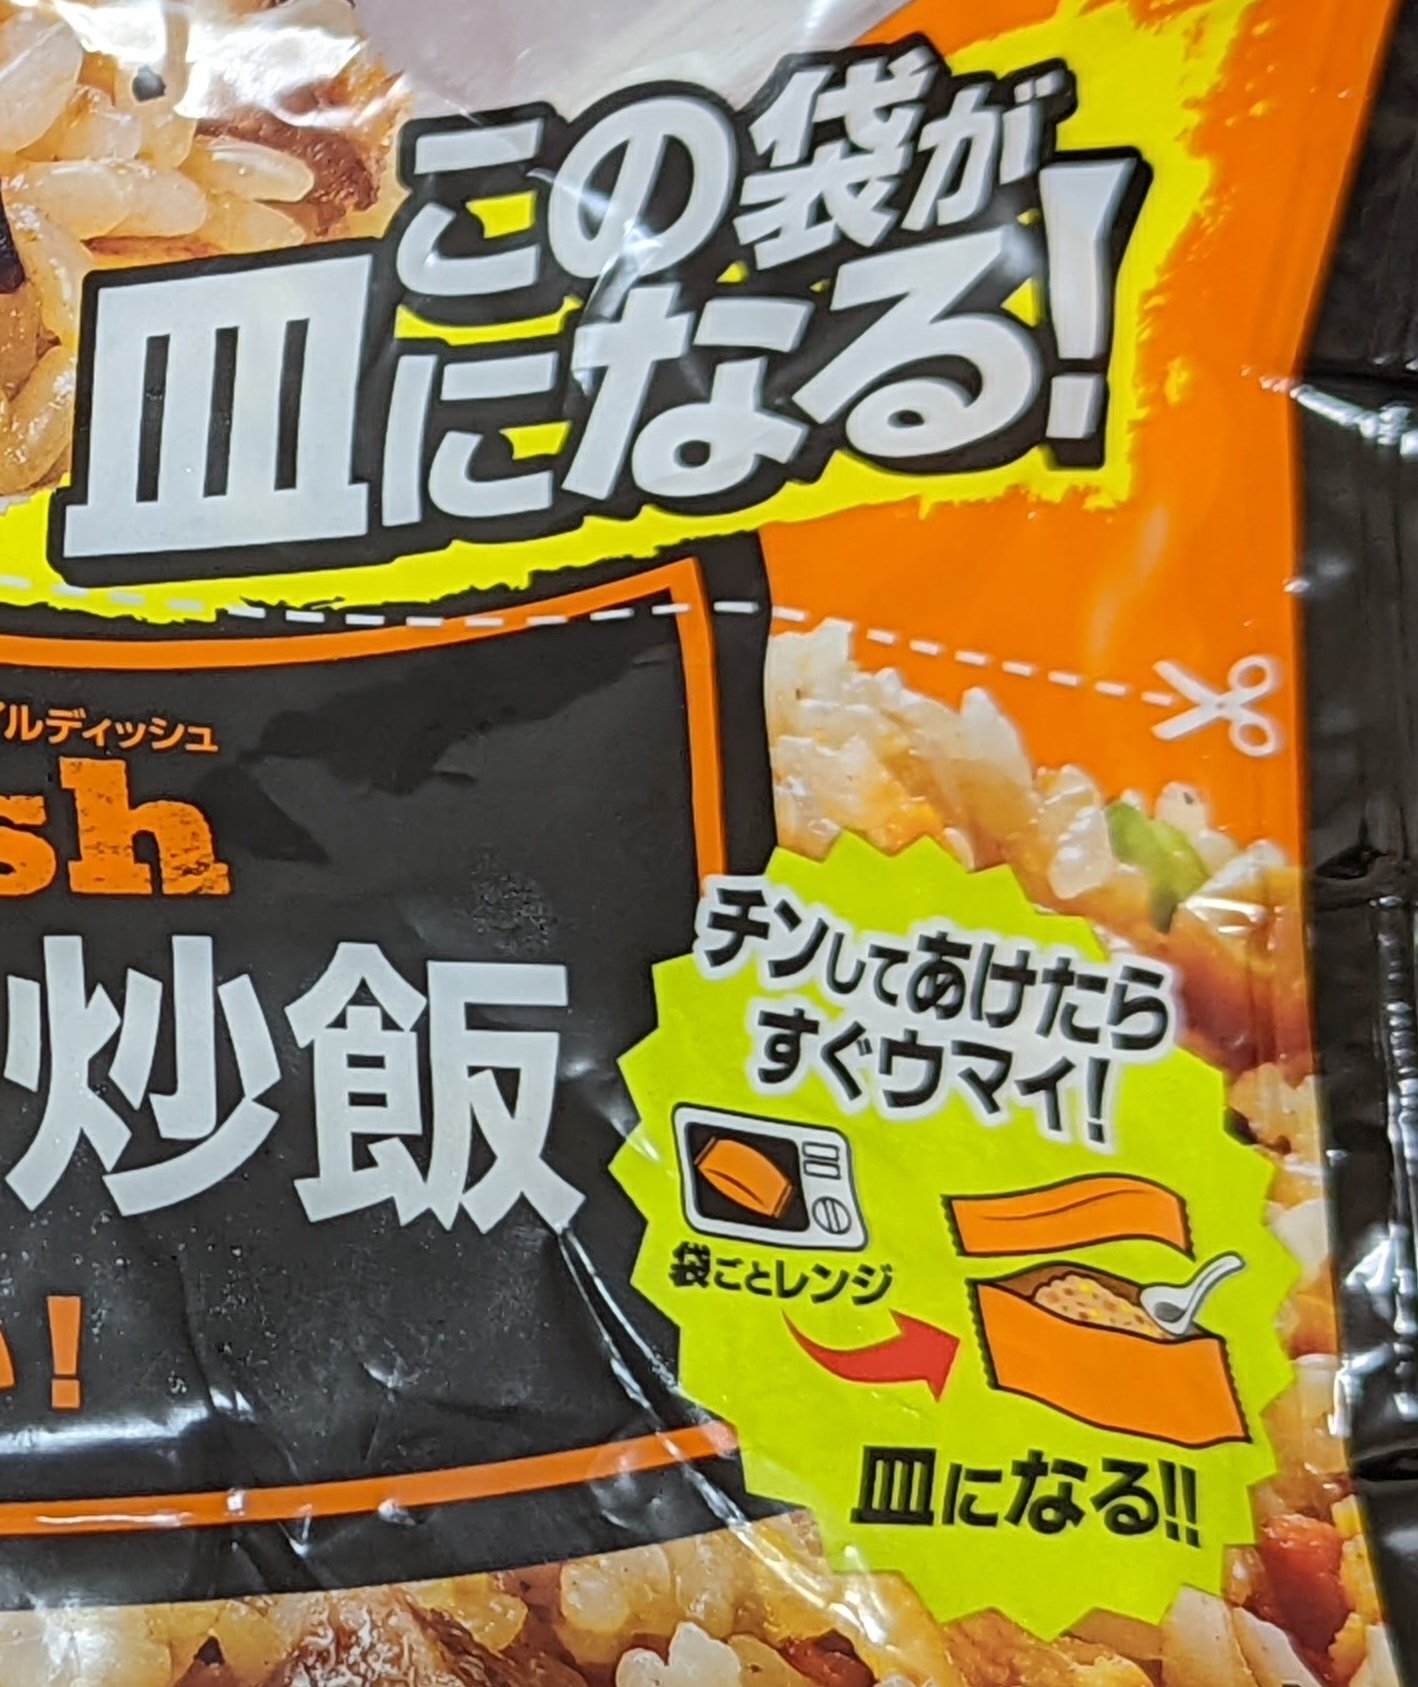 この袋が
皿になる!
ルディッシュ
sh
炒飯
!
チンしてあけたら
すぐウマイ!
袋ごとレンジ
皿になる!!